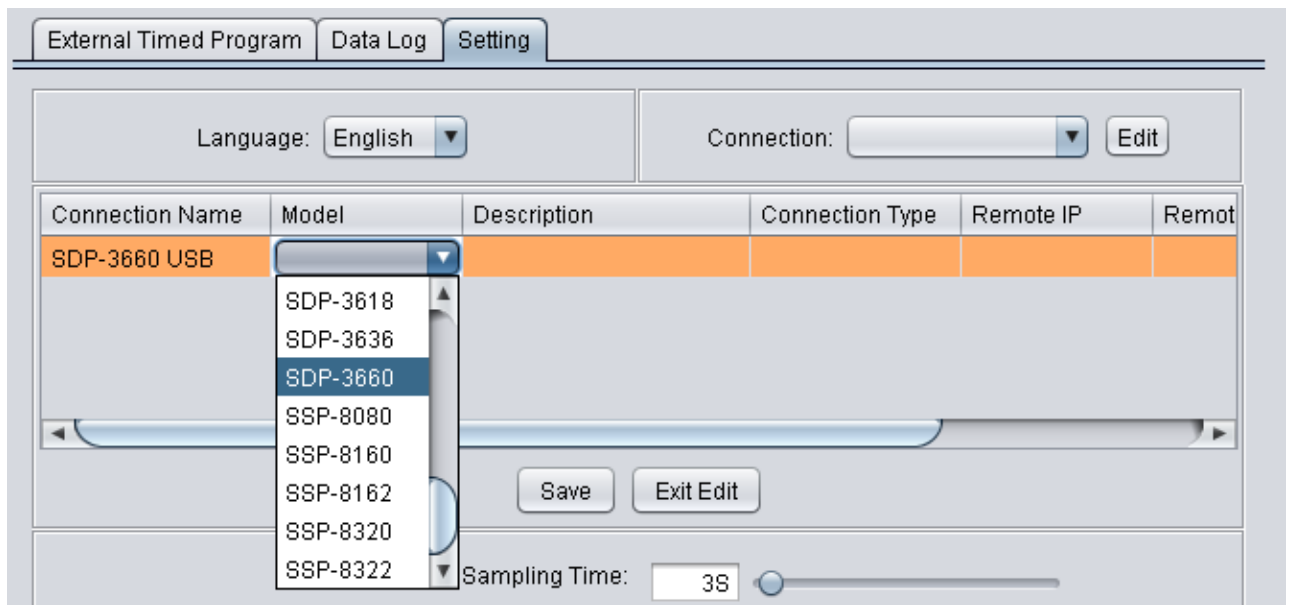 External Timed Program Data Log Setting
Language: English Connection: Edit
Connection Name Model Description Connection Type Remote IP Remot
SDP-3660 USB
SDP-3618
SDP-3636
SDP-3660
SSP-8080
SSP-8160
SSP-8162
SSP-8320
SSP-8322
Save Exit Edit
Sampling Time: 3S